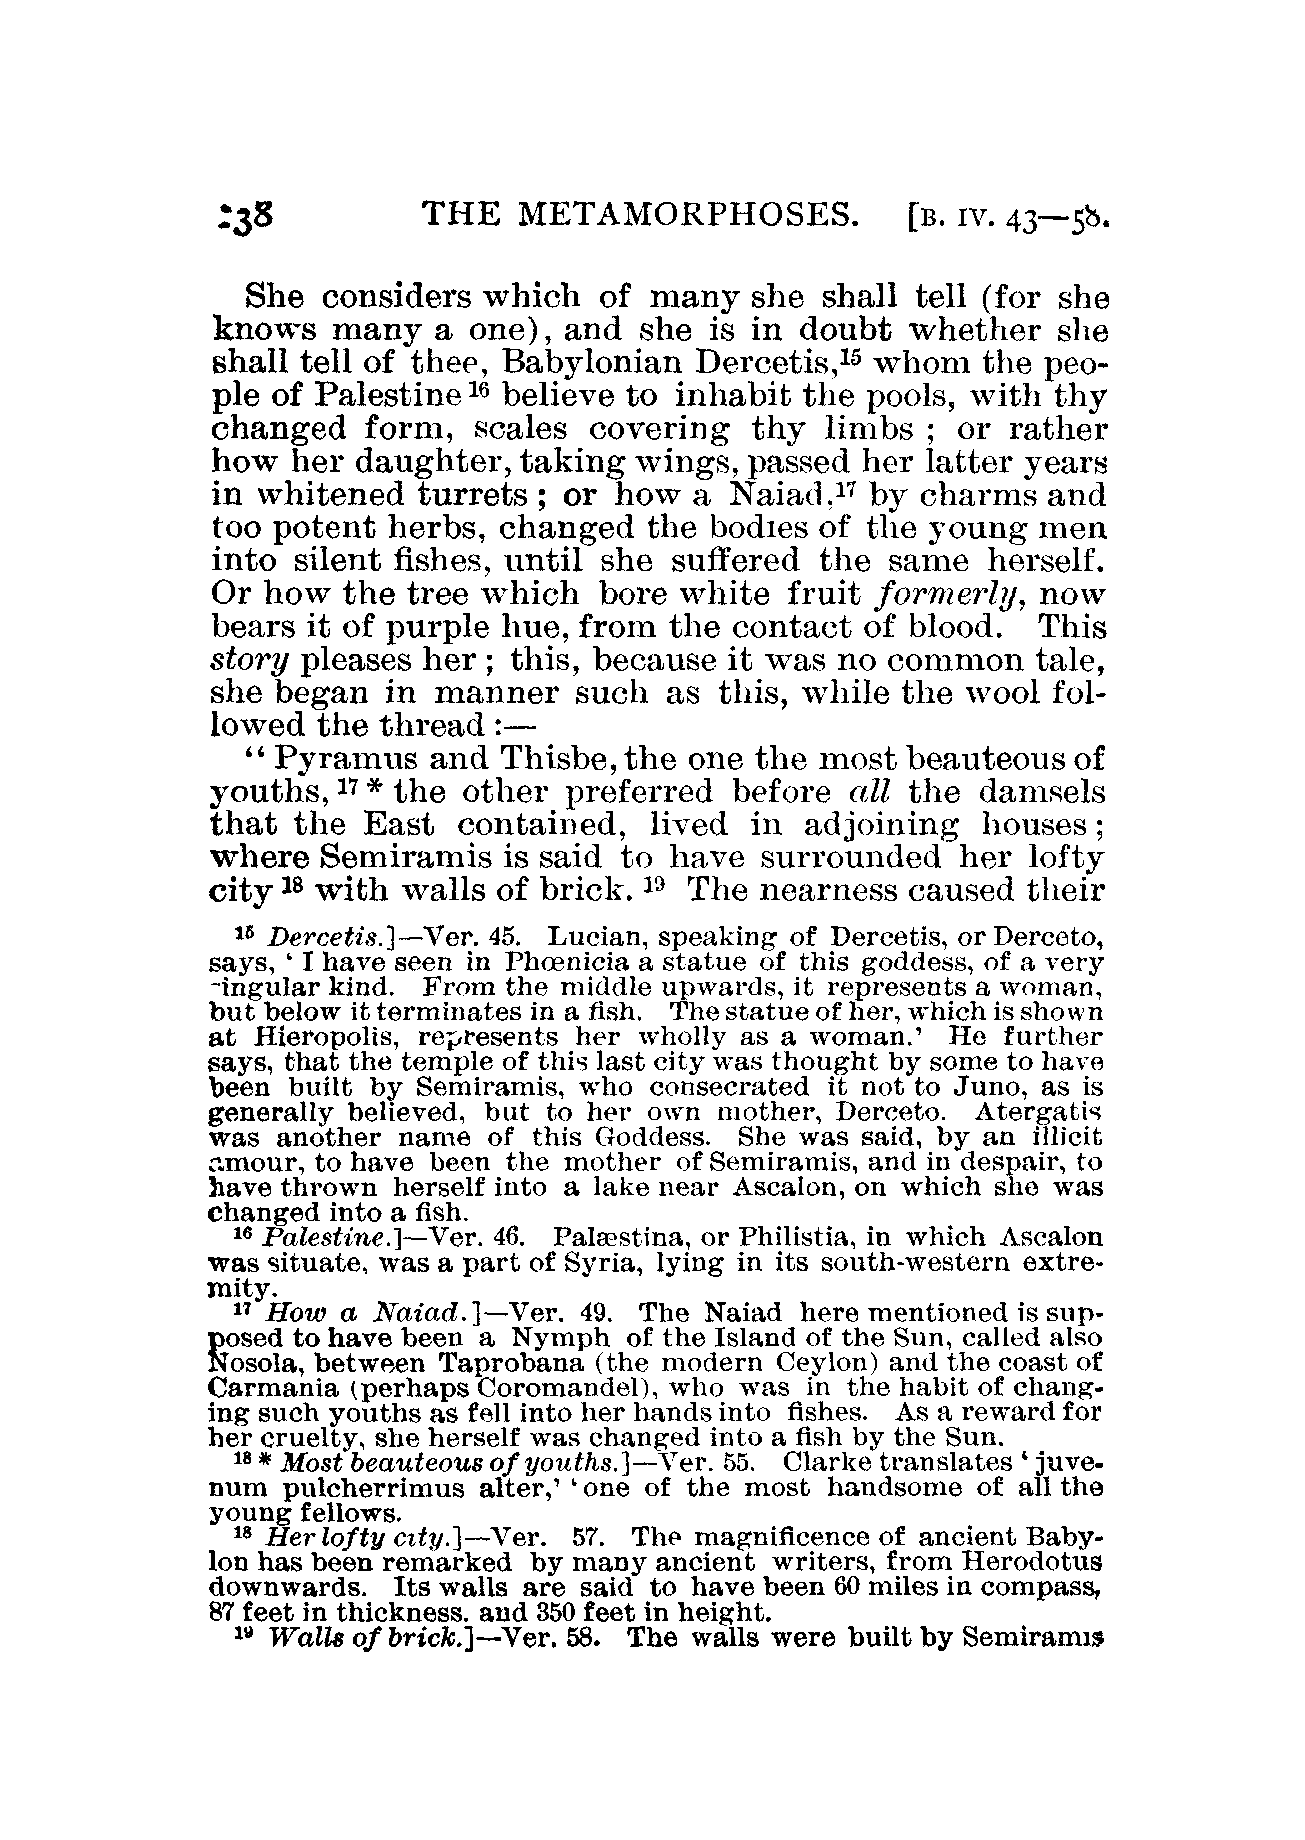 138 THE METAMORPHOSES. [B. IV. 43—58.
She considers which of many she shall tell (for she
knows many a one), and she is in doubt whether she
shall tell of thee, Babylonian Dercetis,¹⁵ whom the peo-
ple of Palestine ¹⁶ believe to inhabit the pools, with thy
changed form, scales covering thy limbs ; or rather
how her daughter, taking wings, passed her latter years
in whitened turrets ; or how a Naiad,¹⁷ by charms and
too potent herbs, changed the bodies of the young men
into silent fishes, until she suffered the same herself.
Or how the tree which bore white fruit formerly, now
bears it of purple hue, from the contact of blood. This
story pleases her ; this, because it was no common tale,
she began in manner such as this, while the wool fol-
lowed the thread :—
“ Pyramus and Thisbe, the one the most beauteous of
youths, ¹⁷ * the other preferred before all the damsels
that the East contained, lived in adjoining houses ;
where Semiramis is said to have surrounded her lofty
city ¹⁸ with walls of brick. ¹⁹ The nearness caused their
¹⁵ Dercetis.]—Ver. 45. Lucian, speaking of Dercetis, or Derceto,
says, ‘ I have seen in Phœnicia a statue of this goddess, of a very
singular kind. From the middle upwards, it represents a woman,
but below it terminates in a fish. The statue of her, which is shown
at Hieropolis, represents her wholly as a woman.’ He further
says, that the temple of this last city was thought by some to have
been built by Semiramis, who consecrated it not to Juno, as is
generally believed, but to her own mother, Derceto. Atergatis
was another name of this Goddess. She was said, by an illicit
amour, to have been the mother of Semiramis, and in despair, to
have thrown herself into a lake near Ascalon, on which she was
changed into a fish.
¹⁶ Palestine.]—Ver. 46. Palæstina, or Philistia, in which Ascalon
was situate, was a part of Syria, lying in its south-western extre-
mity.
¹⁷ How a Naiad.]—Ver. 49. The Naiad here mentioned is sup-
posed to have been a Nymph of the Island of the Sun, called also
Nosola, between Taprobana (the modern Ceylon) and the coast of
Carmania (perhaps Coromandel), who was in the habit of chang-
ing such youths as fell into her hands into fishes. As a reward for
her cruelty, she herself was changed into a fish by the Sun.
¹⁸ * Most beauteous of youths.]—Ver. 55. Clarke translates ‘ juve-
num pulcherrimus alter,’ ‘ one of the most handsome of all the
young fellows.
¹⁸ Her lofty city.]—Ver. 57. The magnificence of ancient Baby-
lon has been remarked by many ancient writers, from Herodotus
downwards. Its walls are said to have been 60 miles in compass,
87 feet in thickness. and 350 feet in height.
¹⁹ Walls of brick.]—Ver. 58. The walls were built by Semiramis